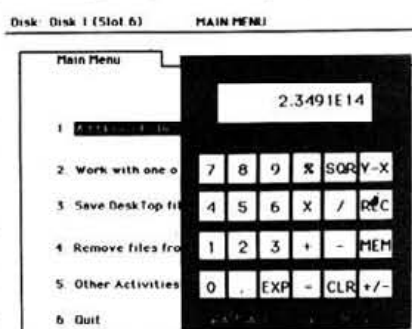 Disk: Disk 1 (Slot 6) MAIN MENU
Main Menu
2.3491E14
1.
2. Work with one o
3. Save DeskTop fil
4. Remove files fro
5. Other Activities
6. Quit
7 8 9 % SQR Y-X
4 5 6 X / REC
1 2 3 + - MEM
0 . EXP - CLR +/-